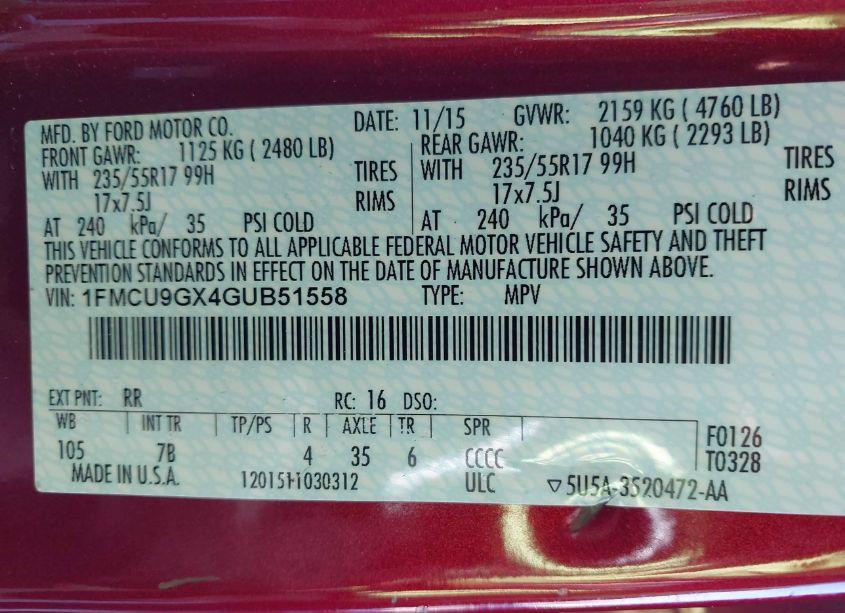 MFD. BY FORD MOTOR CO. DATE: 11/15 GVWR: 2159 KG ( 4760 LB)
FRONT GAWR: 1125 KG ( 2480 LB) REAR GAWR: 1040 KG ( 2293 LB)
WITH 235/55R17 99H TIRES WITH 235/55R17 99H TIRES
17x7.5J RIMS 17x7.5J RIMS
AT 240 kPa/ 35 PSI COLD AT 240 kPa/ 35 PSI COLD
THIS VEHICLE CONFORMS TO ALL APPLICABLE FEDERAL MOTOR VEHICLE SAFETY AND THEFT
PREVENTION STANDARDS IN EFFECT ON THE DATE OF MANUFACTURE SHOWN ABOVE.
VIN: 1FMCU9GX4GUB51558 TYPE: MPV
EXT PNT: RR RC: 16 DSO:
WB INT TR TP/PS R AXLE TR SPR
105 7B 4 35 6 CCCC F0126
T0328
MADE IN U.S.A. ULC ▽5U5A-3520472-AA